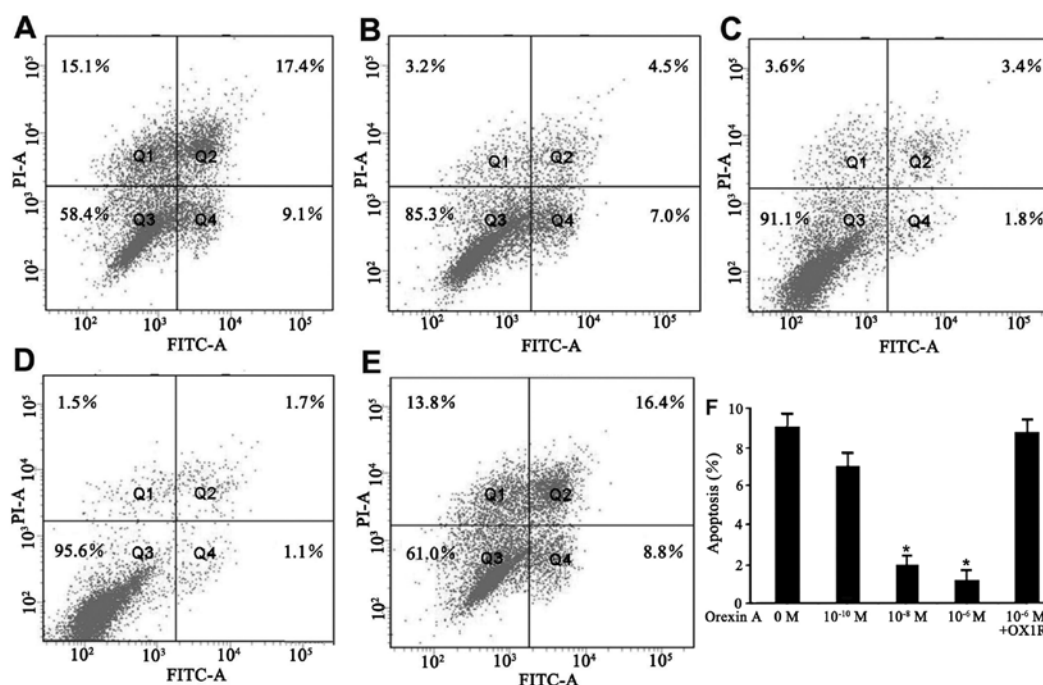 A
15.1%
17.4%
Q1
Q2
58.4%
Q3
Q4
9.1%
PI-A
10⁵
10⁴
10³
10²
10² 10³ 10⁴ 10⁵
FITC-A
B
3.2%
4.5%
Q1
Q2
85.3%
Q3
Q4
7.0%
PI-A
10⁵
10⁴
10³
10²
10² 10³ 10⁴ 10⁵
FITC-A
C
3.6%
3.4%
Q1
Q2
91.1%
Q3
Q4
1.8%
PI-A
10⁵
10⁴
10³
10²
10² 10³ 10⁴ 10⁵
FITC-A
D
1.5%
1.7%
Q1
Q2
95.6%
Q3
Q4
1.1%
PI-A
10⁵
10⁴
10³
10²
10² 10³ 10⁴ 10⁵
FITC-A
E
13.8%
16.4%
Q1
Q2
61.0%
Q3
Q4
8.8%
PI-A
10⁵
10⁴
10³
10²
10² 10³ 10⁴ 10⁵
FITC-A
F
10
8
6
4
2
0
Apoptosis (%)
* *
Orexin A 0 M 10⁻¹⁰ M 10⁻⁸ M 10⁻⁶ M 10⁻⁶ M
+OX1R